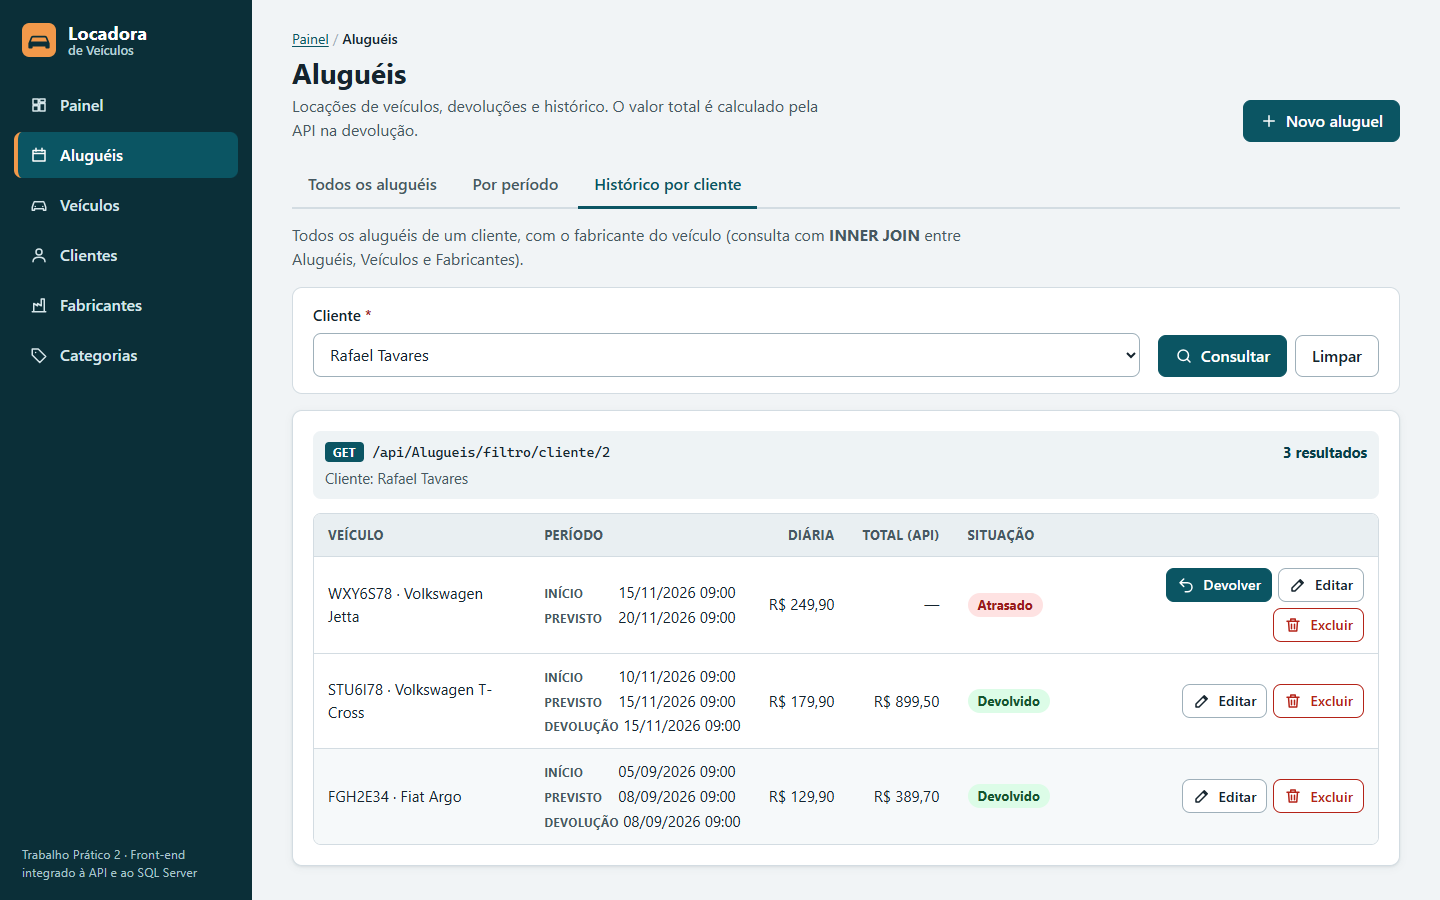 Locadora
de Veículos
Painel
Aluguéis
Veículos
Clientes
Fabricantes
Categorias
Trabalho Prático 2 · Front-end
integrado à API e ao SQL Server
Painel / Aluguéis
Aluguéis
Locações de veículos, devoluções e histórico. O valor total é calculado pela
API na devolução.
Novo aluguel
Todos os aluguéis Por período Histórico por cliente
Todos os aluguéis de um cliente, com o fabricante do veículo (consulta com INNER JOIN entre
Aluguéis, Veículos e Fabricantes).
Cliente *
Rafael Tavares
Consultar Limpar
GET /api/Alugueis/filtro/cliente/2 3 resultados
Cliente: Rafael Tavares
VEÍCULO PERÍODO DIÁRIA TOTAL (API) SITUAÇÃO
WXY6S78 · Volkswagen
Jetta
INÍCIO 15/11/2026 09:00
PREVISTO 20/11/2026 09:00
R$ 249,90 — Atrasado
Devolver Editar
Excluir
STU6I78 · Volkswagen T-
Cross
INÍCIO 10/11/2026 09:00
PREVISTO 15/11/2026 09:00
DEVOLUÇÃO 15/11/2026 09:00
R$ 179,90 R$ 899,50 Devolvido
Editar Excluir
FGH2E34 · Fiat Argo
INÍCIO 05/09/2026 09:00
PREVISTO 08/09/2026 09:00
DEVOLUÇÃO 08/09/2026 09:00
R$ 129,90 R$ 389,70 Devolvido
Editar Excluir